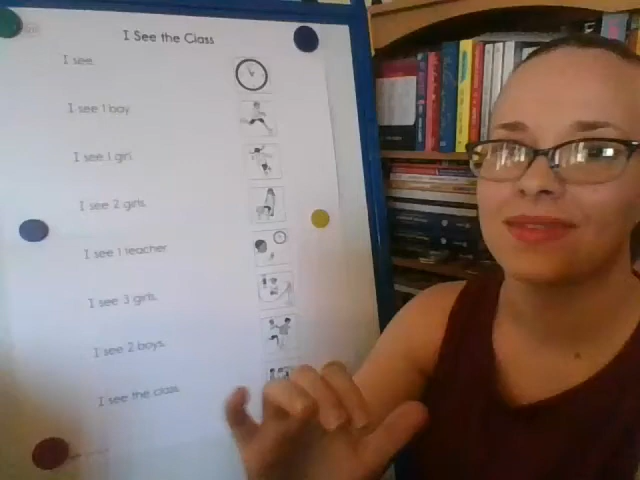 I See the Class
I see
I see 1 boy.
I see 1 girl.
I see 2 girls.
I see 1 teacher
I see 3 girls.
I see 2 boys.
I see the class.